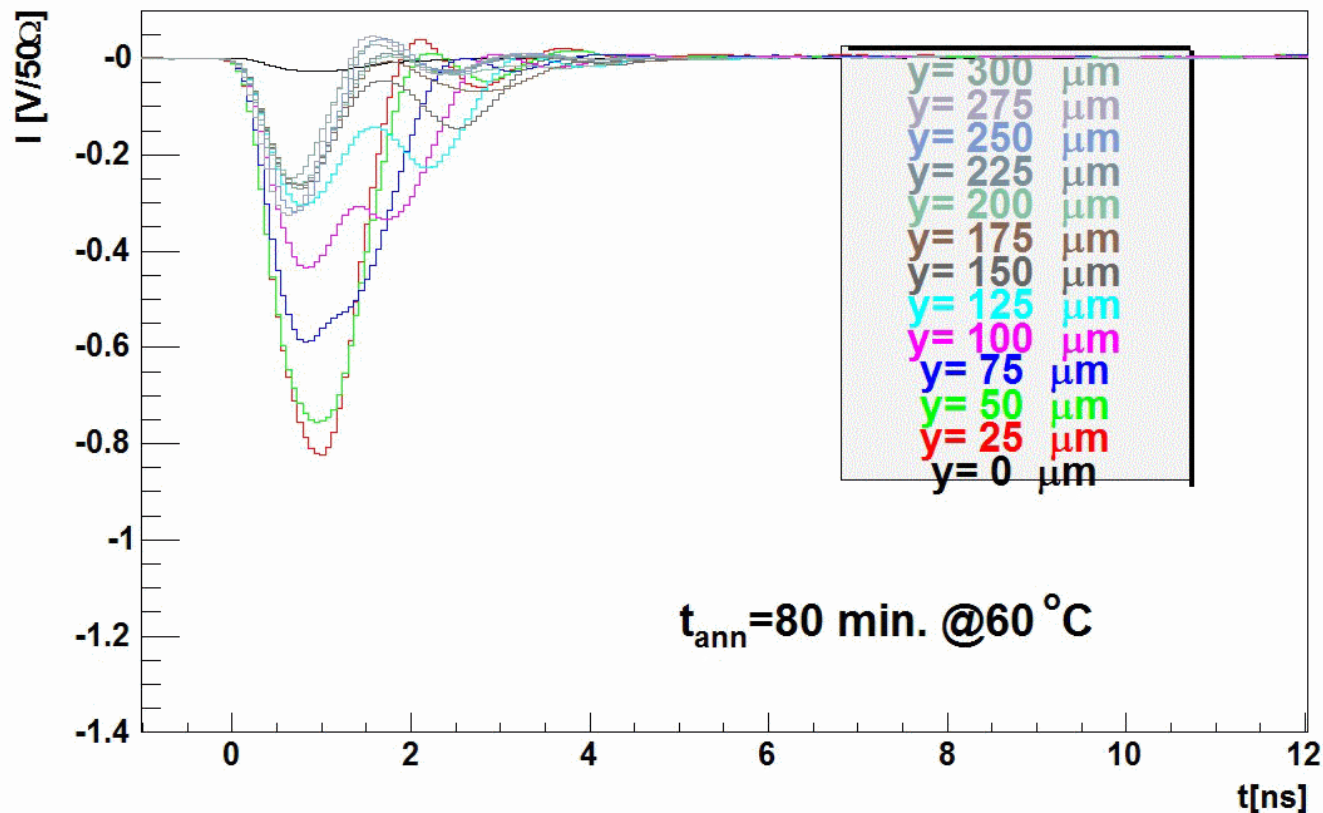 I [V/50Ω]
-0
-0.2
-0.4
-0.6
-0.8
-1
-1.2
-1.4
y= 300 μm
y= 275 μm
y= 250 μm
y= 225 μm
y= 200 μm
y= 175 μm
y= 150 μm
y= 125 μm
y= 100 μm
y= 75 μm
y= 50 μm
y= 25 μm
y= 0 μm
t_ann=80 min. @60 °C
0 2 4 6 8 10 12
t[ns]